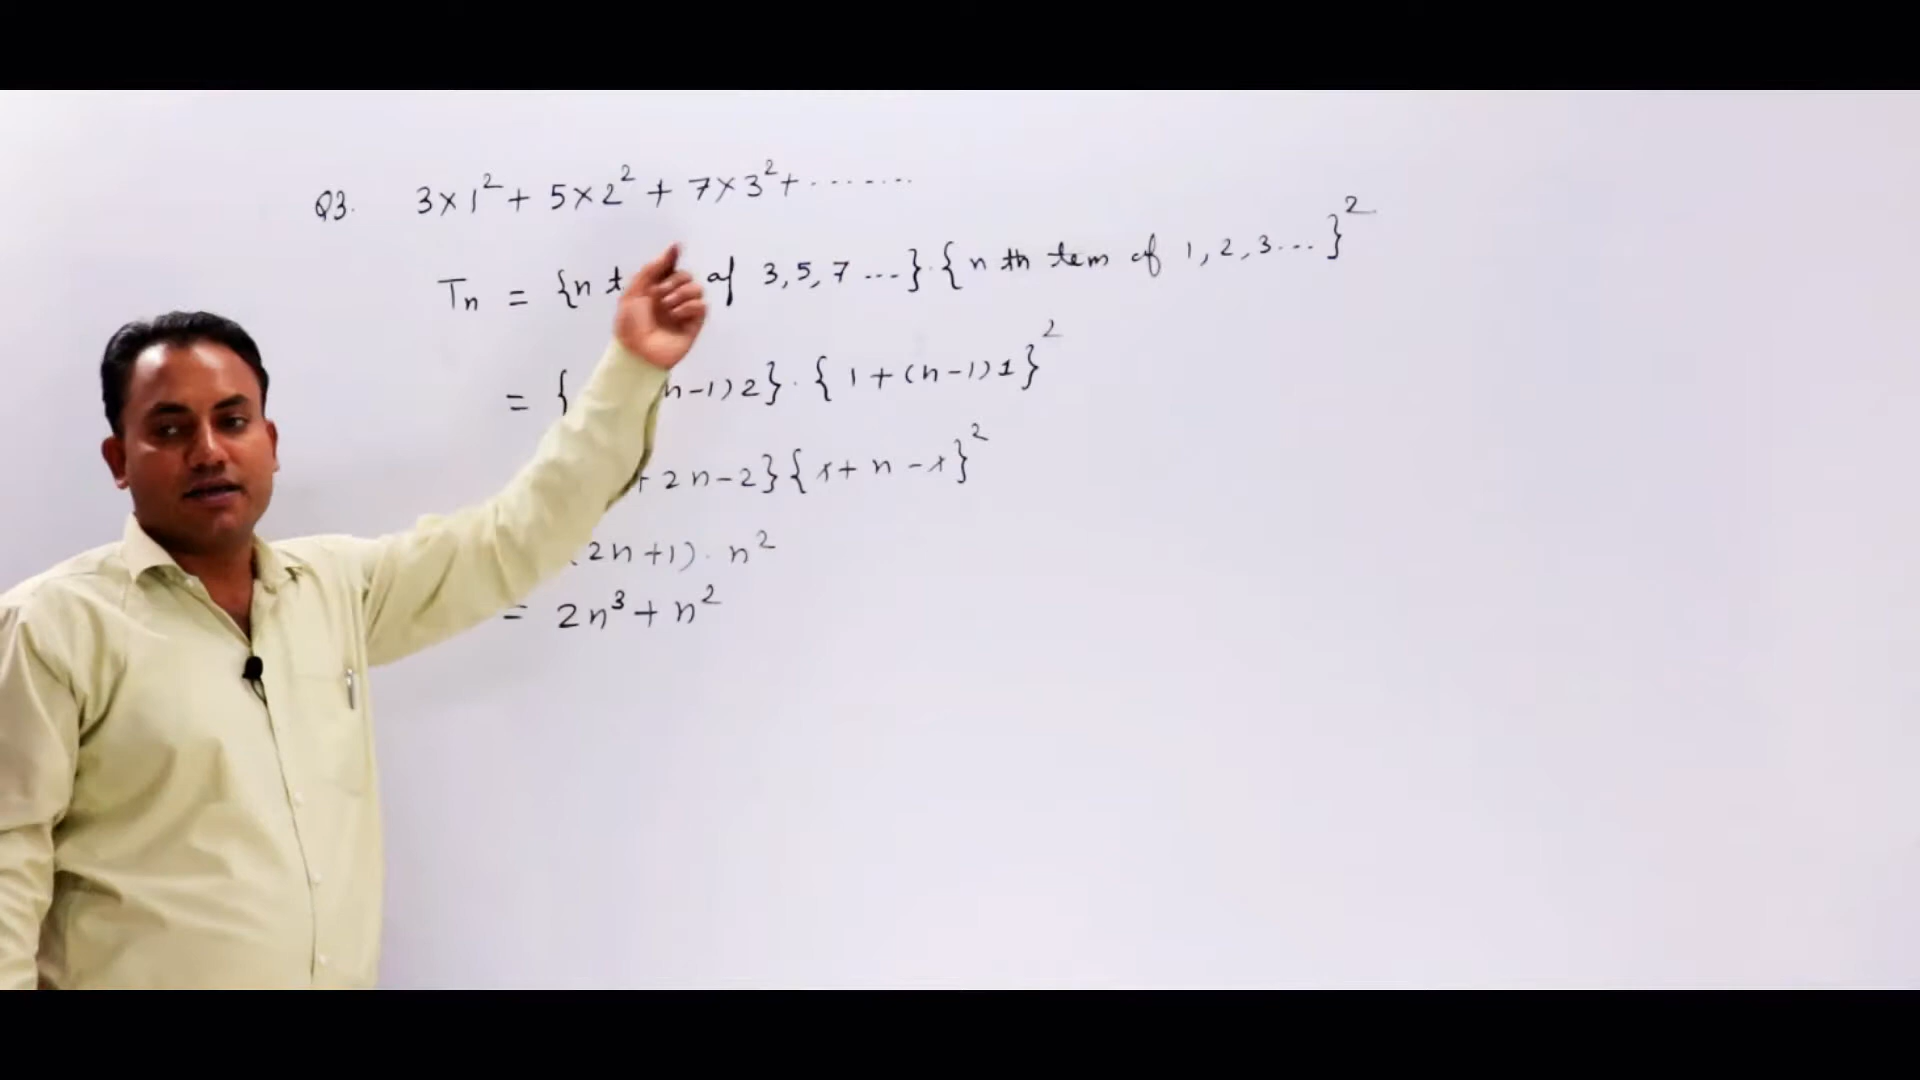 Q3. 3×1² + 5×2² + 7×3² + .......
Tn = {n t of 3, 5, 7 ...}.{n th tem of 1, 2, 3 ...}²
= { n-1)2} . { 1+(n-1)1}²
+ 2n-2}{1+n-1}²
(2n+1). n²
= 2n³ + n²